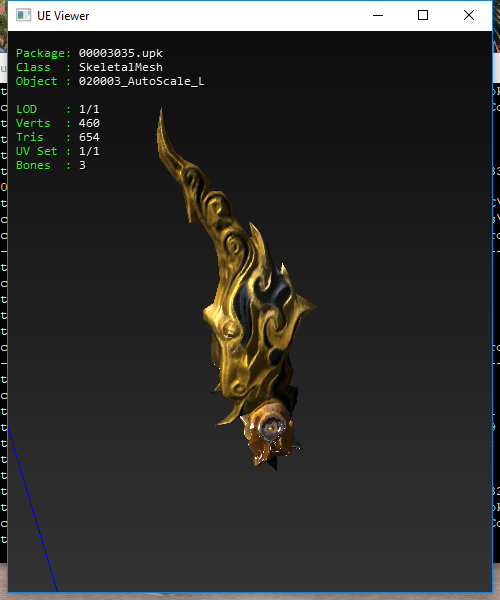 UE Viewer
Package: 00003035.upk
Class : SkeletalMesh
Object : 020003_AutoScale_L
LOD : 1/1
Verts : 460
Tris : 654
UV Set : 1/1
Bones : 3